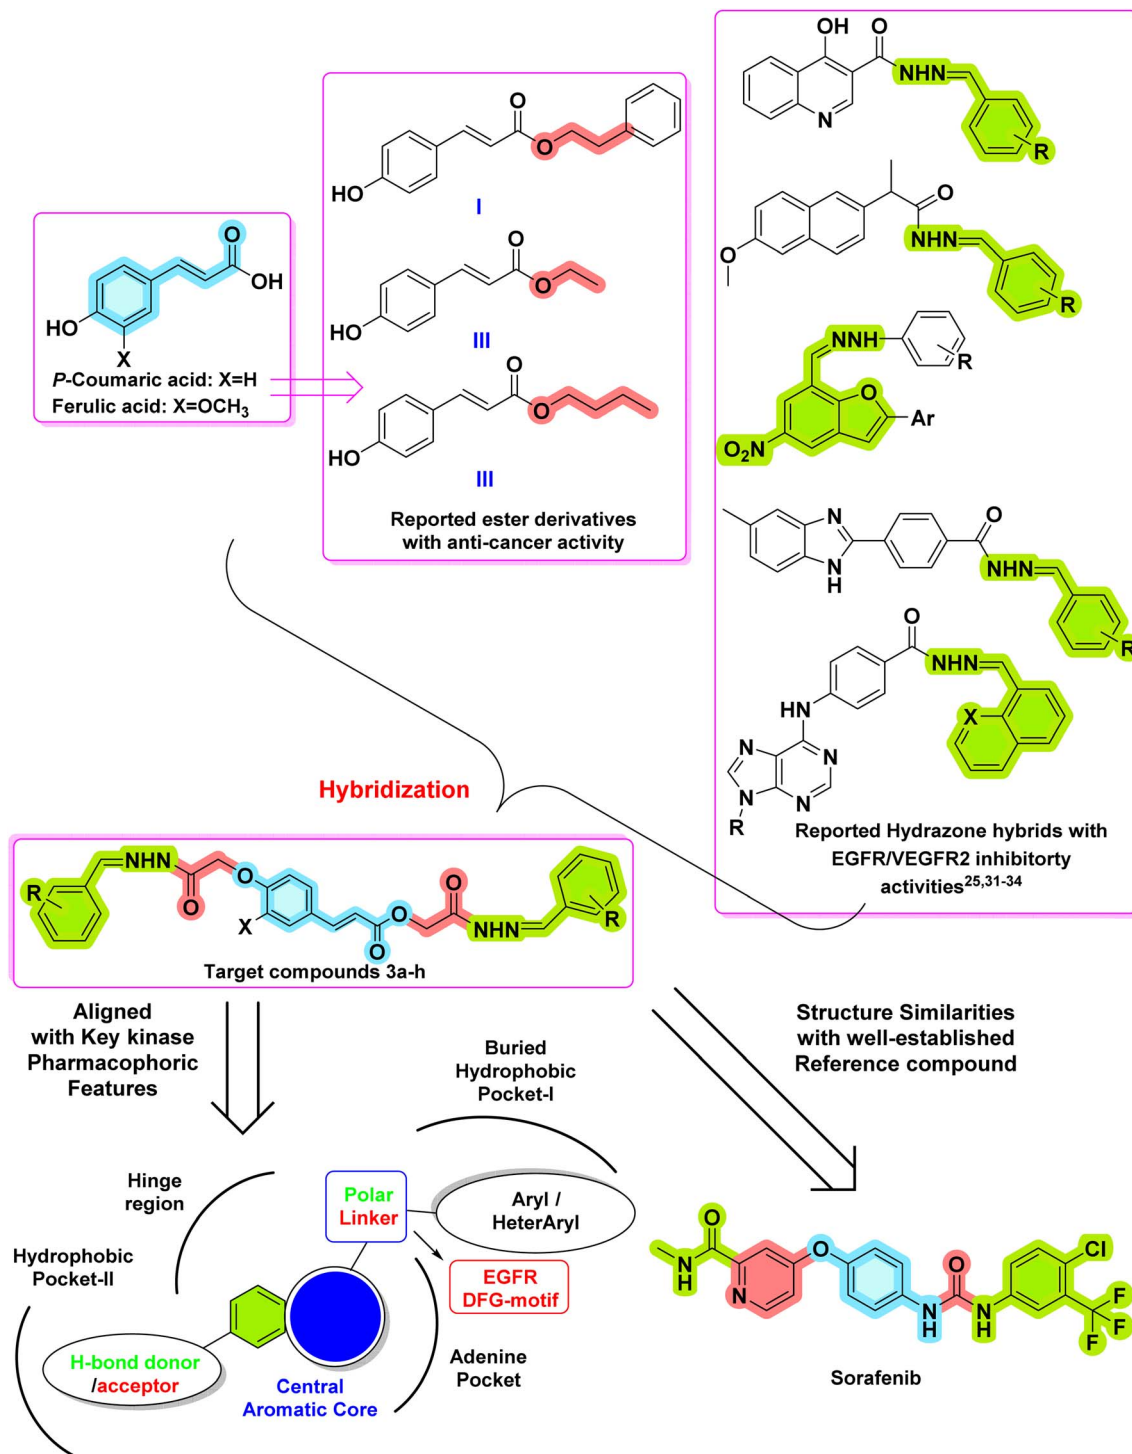 OH
O
NHN
N
R
O
O
HO
I
O
NHN
O
R
O
OH
HO
X
P-Coumaric acid: X=H
Ferulic acid: X=OCH3
O
O
HO
III
NNH
R
O
Ar
O2N
O
O
HO
III
Reported ester derivatives
with anti-cancer activity
N
N
H
O
NHN
R
O
NHN
X
HN
N
N
N
N
R
Reported Hydrazone hybrids with
EGFR/VEGFR2 inhibitorty
activities25,31-34
Hybridization
R
NHN
O
O
X
O
O
O
NHN
R
Target compounds 3a-h
Aligned
with Key kinase
Pharmacophoric
Features
Structure Similarities
with well-established
Reference compound
Buried
Hydrophobic
Pocket-I
Hinge
region
Hydrophobic
Pocket-II
Polar
Linker
Aryl /
HeterAryl
EGFR
DFG-motif
H-bond donor
/acceptor
Central
Aromatic Core
Adenine
Pocket
O
N
H
N
O
N
H
O
N
H
Cl
F
F
F
Sorafenib